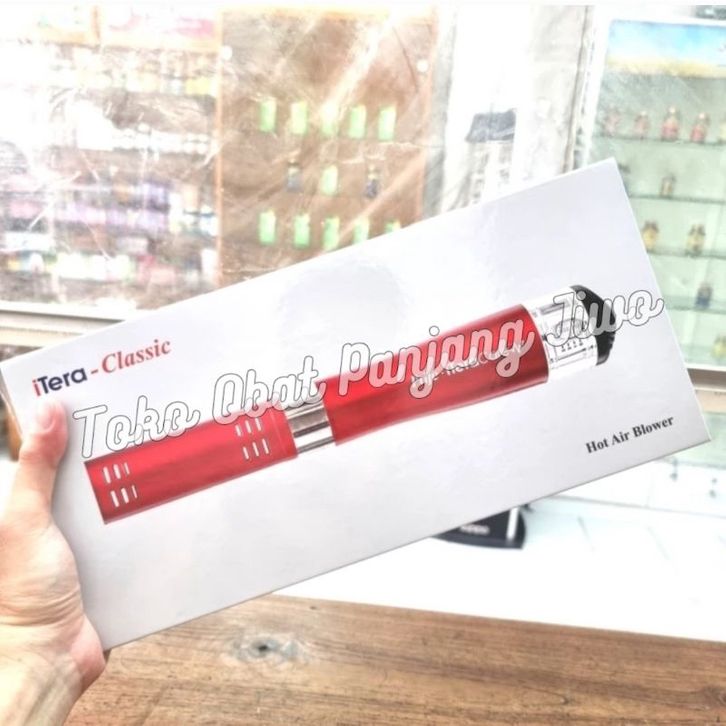 iTera - Classic
Toko Obat Panjang Jiwo
Hot Air Blower